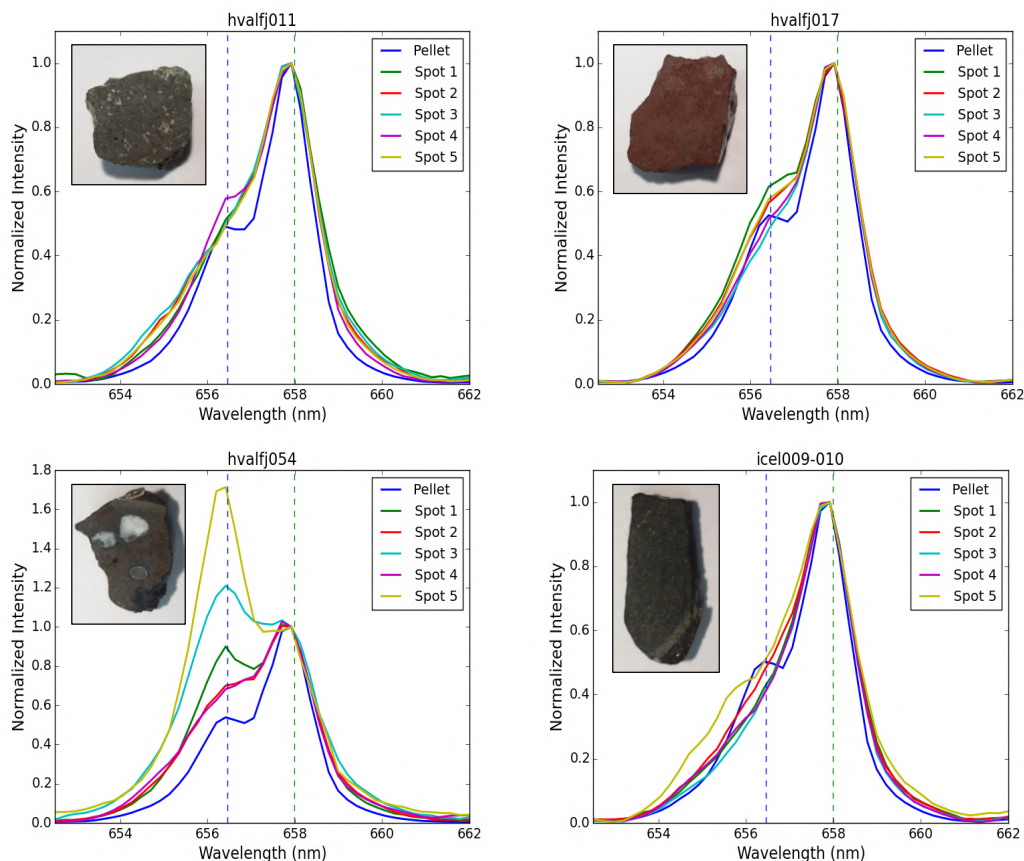 hvalfj011
1.0
0.8
0.6
0.4
0.2
0.0
Normalized Intensity
654
656
658
660
662
Wavelength (nm)
Pellet
Spot 1
Spot 2
Spot 3
Spot 4
Spot 5
hvalfj017
1.0
0.8
0.6
0.4
0.2
0.0
Normalized Intensity
654
656
658
660
662
Wavelength (nm)
Pellet
Spot 1
Spot 2
Spot 3
Spot 4
Spot 5
hvalfj054
1.8
1.6
1.4
1.2
1.0
0.8
0.6
0.4
0.2
0.0
Normalized Intensity
654
656
658
660
662
Wavelength (nm)
Pellet
Spot 1
Spot 2
Spot 3
Spot 4
Spot 5
icel009-010
1.0
0.8
0.6
0.4
0.2
0.0
Normalized Intensity
654
656
658
660
662
Wavelength (nm)
Pellet
Spot 1
Spot 2
Spot 3
Spot 4
Spot 5